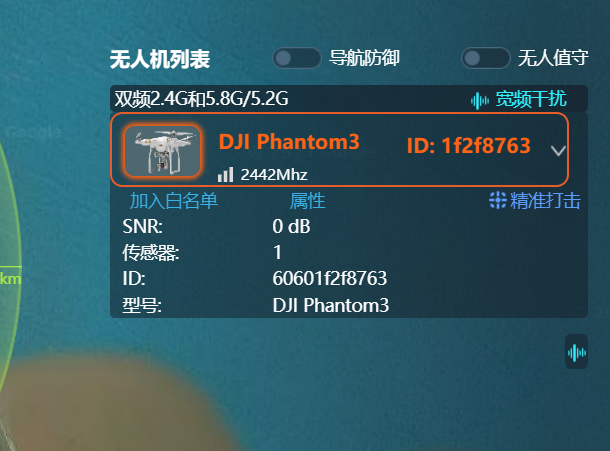 无人机列表 导航防御 无人值守
双频2.4G和5.8G/5.2G 宽频干扰
DJI Phantom3 ID: 1f2f8763
2442Mhz
加入白名单 属性 精准打击
SNR: 0 dB
传感器: 1
ID: 60601f2f8763
型号: DJI Phantom3
Google
km